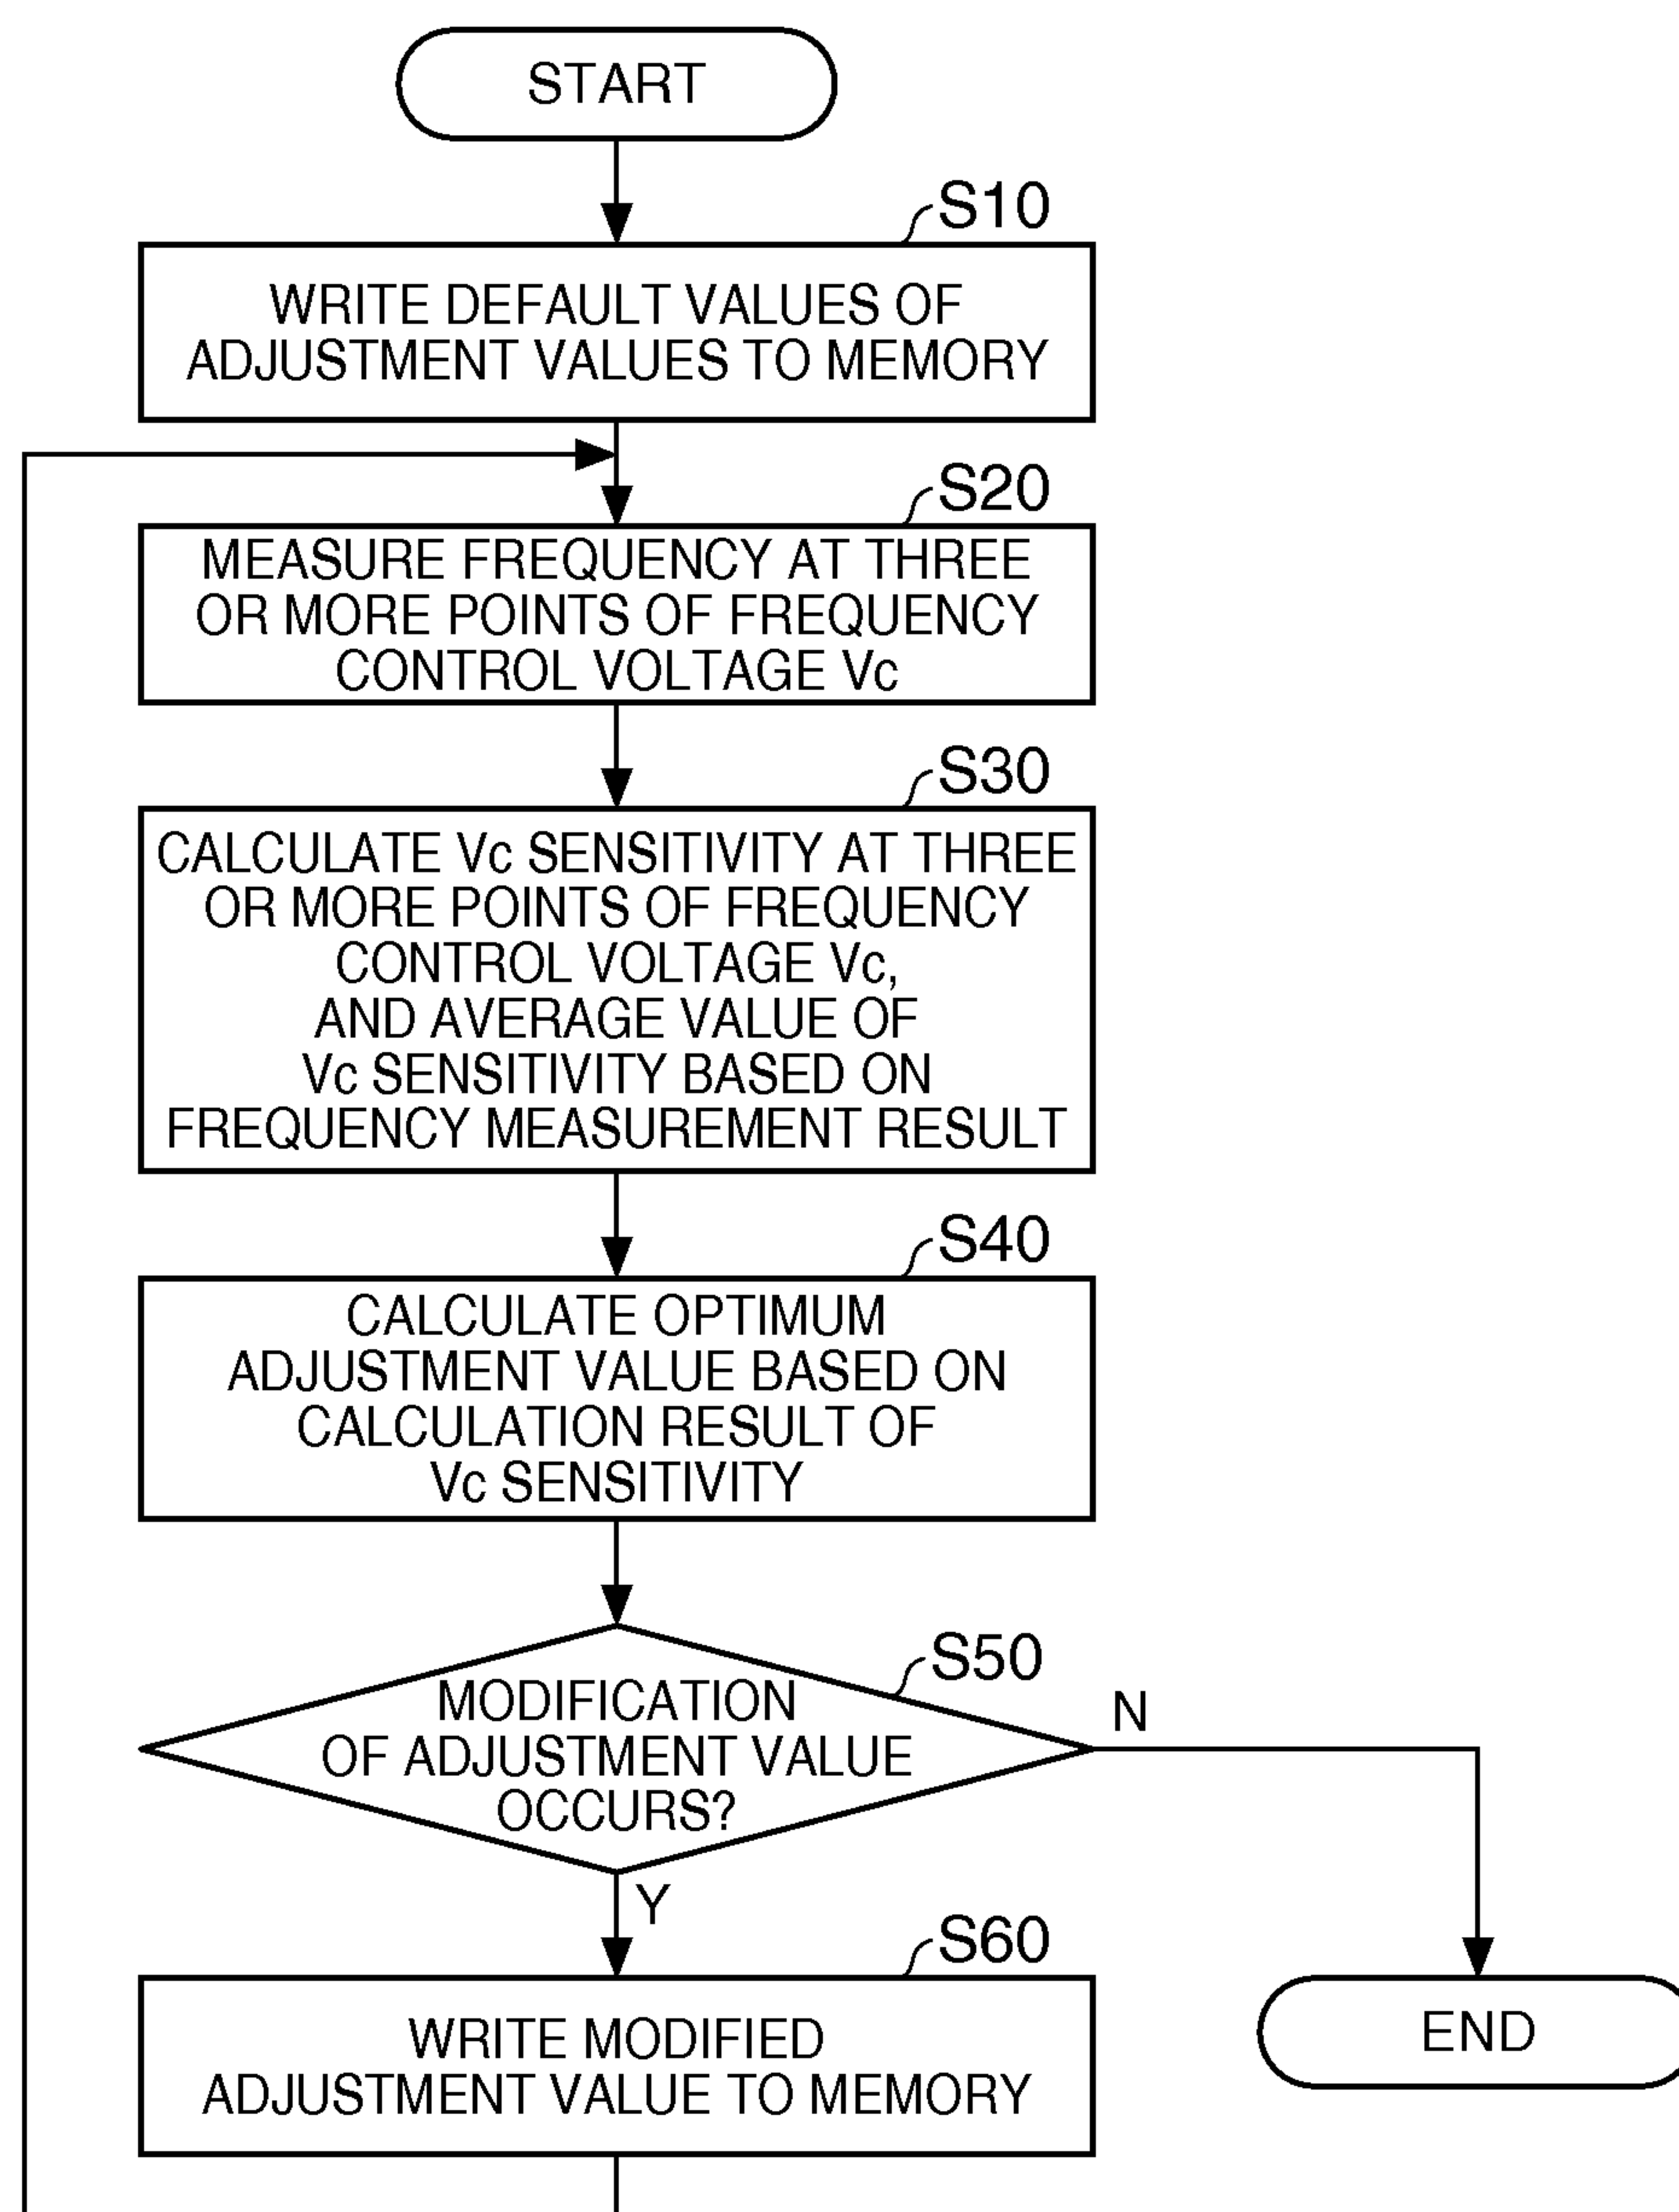 START
S10
WRITE DEFAULT VALUES OF
ADJUSTMENT VALUES TO MEMORY
S20
MEASURE FREQUENCY AT THREE
OR MORE POINTS OF FREQUENCY
CONTROL VOLTAGE Vc
S30
CALCULATE Vc SENSITIVITY AT THREE
OR MORE POINTS OF FREQUENCY
CONTROL VOLTAGE Vc,
AND AVERAGE VALUE OF
Vc SENSITIVITY BASED ON
FREQUENCY MEASUREMENT RESULT
S40
CALCULATE OPTIMUM
ADJUSTMENT VALUE BASED ON
CALCULATION RESULT OF
Vc SENSITIVITY
S50
MODIFICATION
OF ADJUSTMENT VALUE
OCCURS?
N
Y
S60
WRITE MODIFIED
ADJUSTMENT VALUE TO MEMORY
END